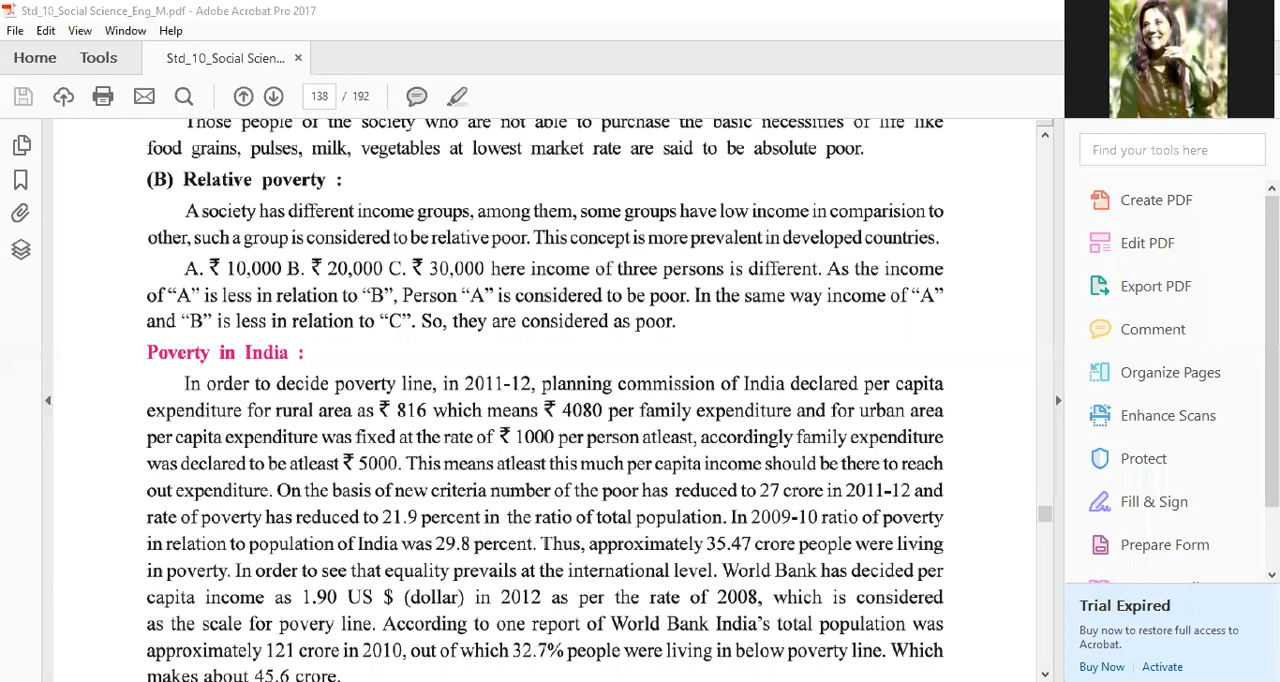 Std_10_Social Science_Eng_M.pdf - Adobe Acrobat Pro 2017
File Edit View Window Help
Home Tools Std_10_Social Scien... ×
138 / 192
Those people of the society who are not able to purchase the basic necessities of life like
food grains, pulses, milk, vegetables at lowest market rate are said to be absolute poor.
(B) Relative poverty :
A society has different income groups, among them, some groups have low income in comparision to
other, such a group is considered to be relative poor. This concept is more prevalent in developed countries.
A. ₹ 10,000 B. ₹ 20,000 C. ₹ 30,000 here income of three persons is different. As the income
of “A” is less in relation to “B”, Person “A” is considered to be poor. In the same way income of “A”
and “B” is less in relation to “C”. So, they are considered as poor.
Poverty in India :
In order to decide poverty line, in 2011-12, planning commission of India declared per capita
expenditure for rural area as ₹ 816 which means ₹ 4080 per family expenditure and for urban area
per capita expenditure was fixed at the rate of ₹ 1000 per person atleast, accordingly family expenditure
was declared to be atleast ₹ 5000. This means atleast this much per capita income should be there to reach
out expenditure. On the basis of new criteria number of the poor has reduced to 27 crore in 2011-12 and
rate of poverty has reduced to 21.9 percent in the ratio of total population. In 2009-10 ratio of poverty
in relation to population of India was 29.8 percent. Thus, approximately 35.47 crore people were living
in poverty. In order to see that equality prevails at the international level. World Bank has decided per
capita income as 1.90 US $ (dollar) in 2012 as per the rate of 2008, which is considered
as the scale for povery line. According to one report of World Bank India's total population was
approximately 121 crore in 2010, out of which 32.7% people were living in below poverty line. Which
makes about 45.6 crore.
Find your tools here
Create PDF
Edit PDF
Export PDF
Comment
Organize Pages
Enhance Scans
Protect
Fill & Sign
Prepare Form
Trial Expired
Buy now to restore full access to
Acrobat.
Buy Now Activate